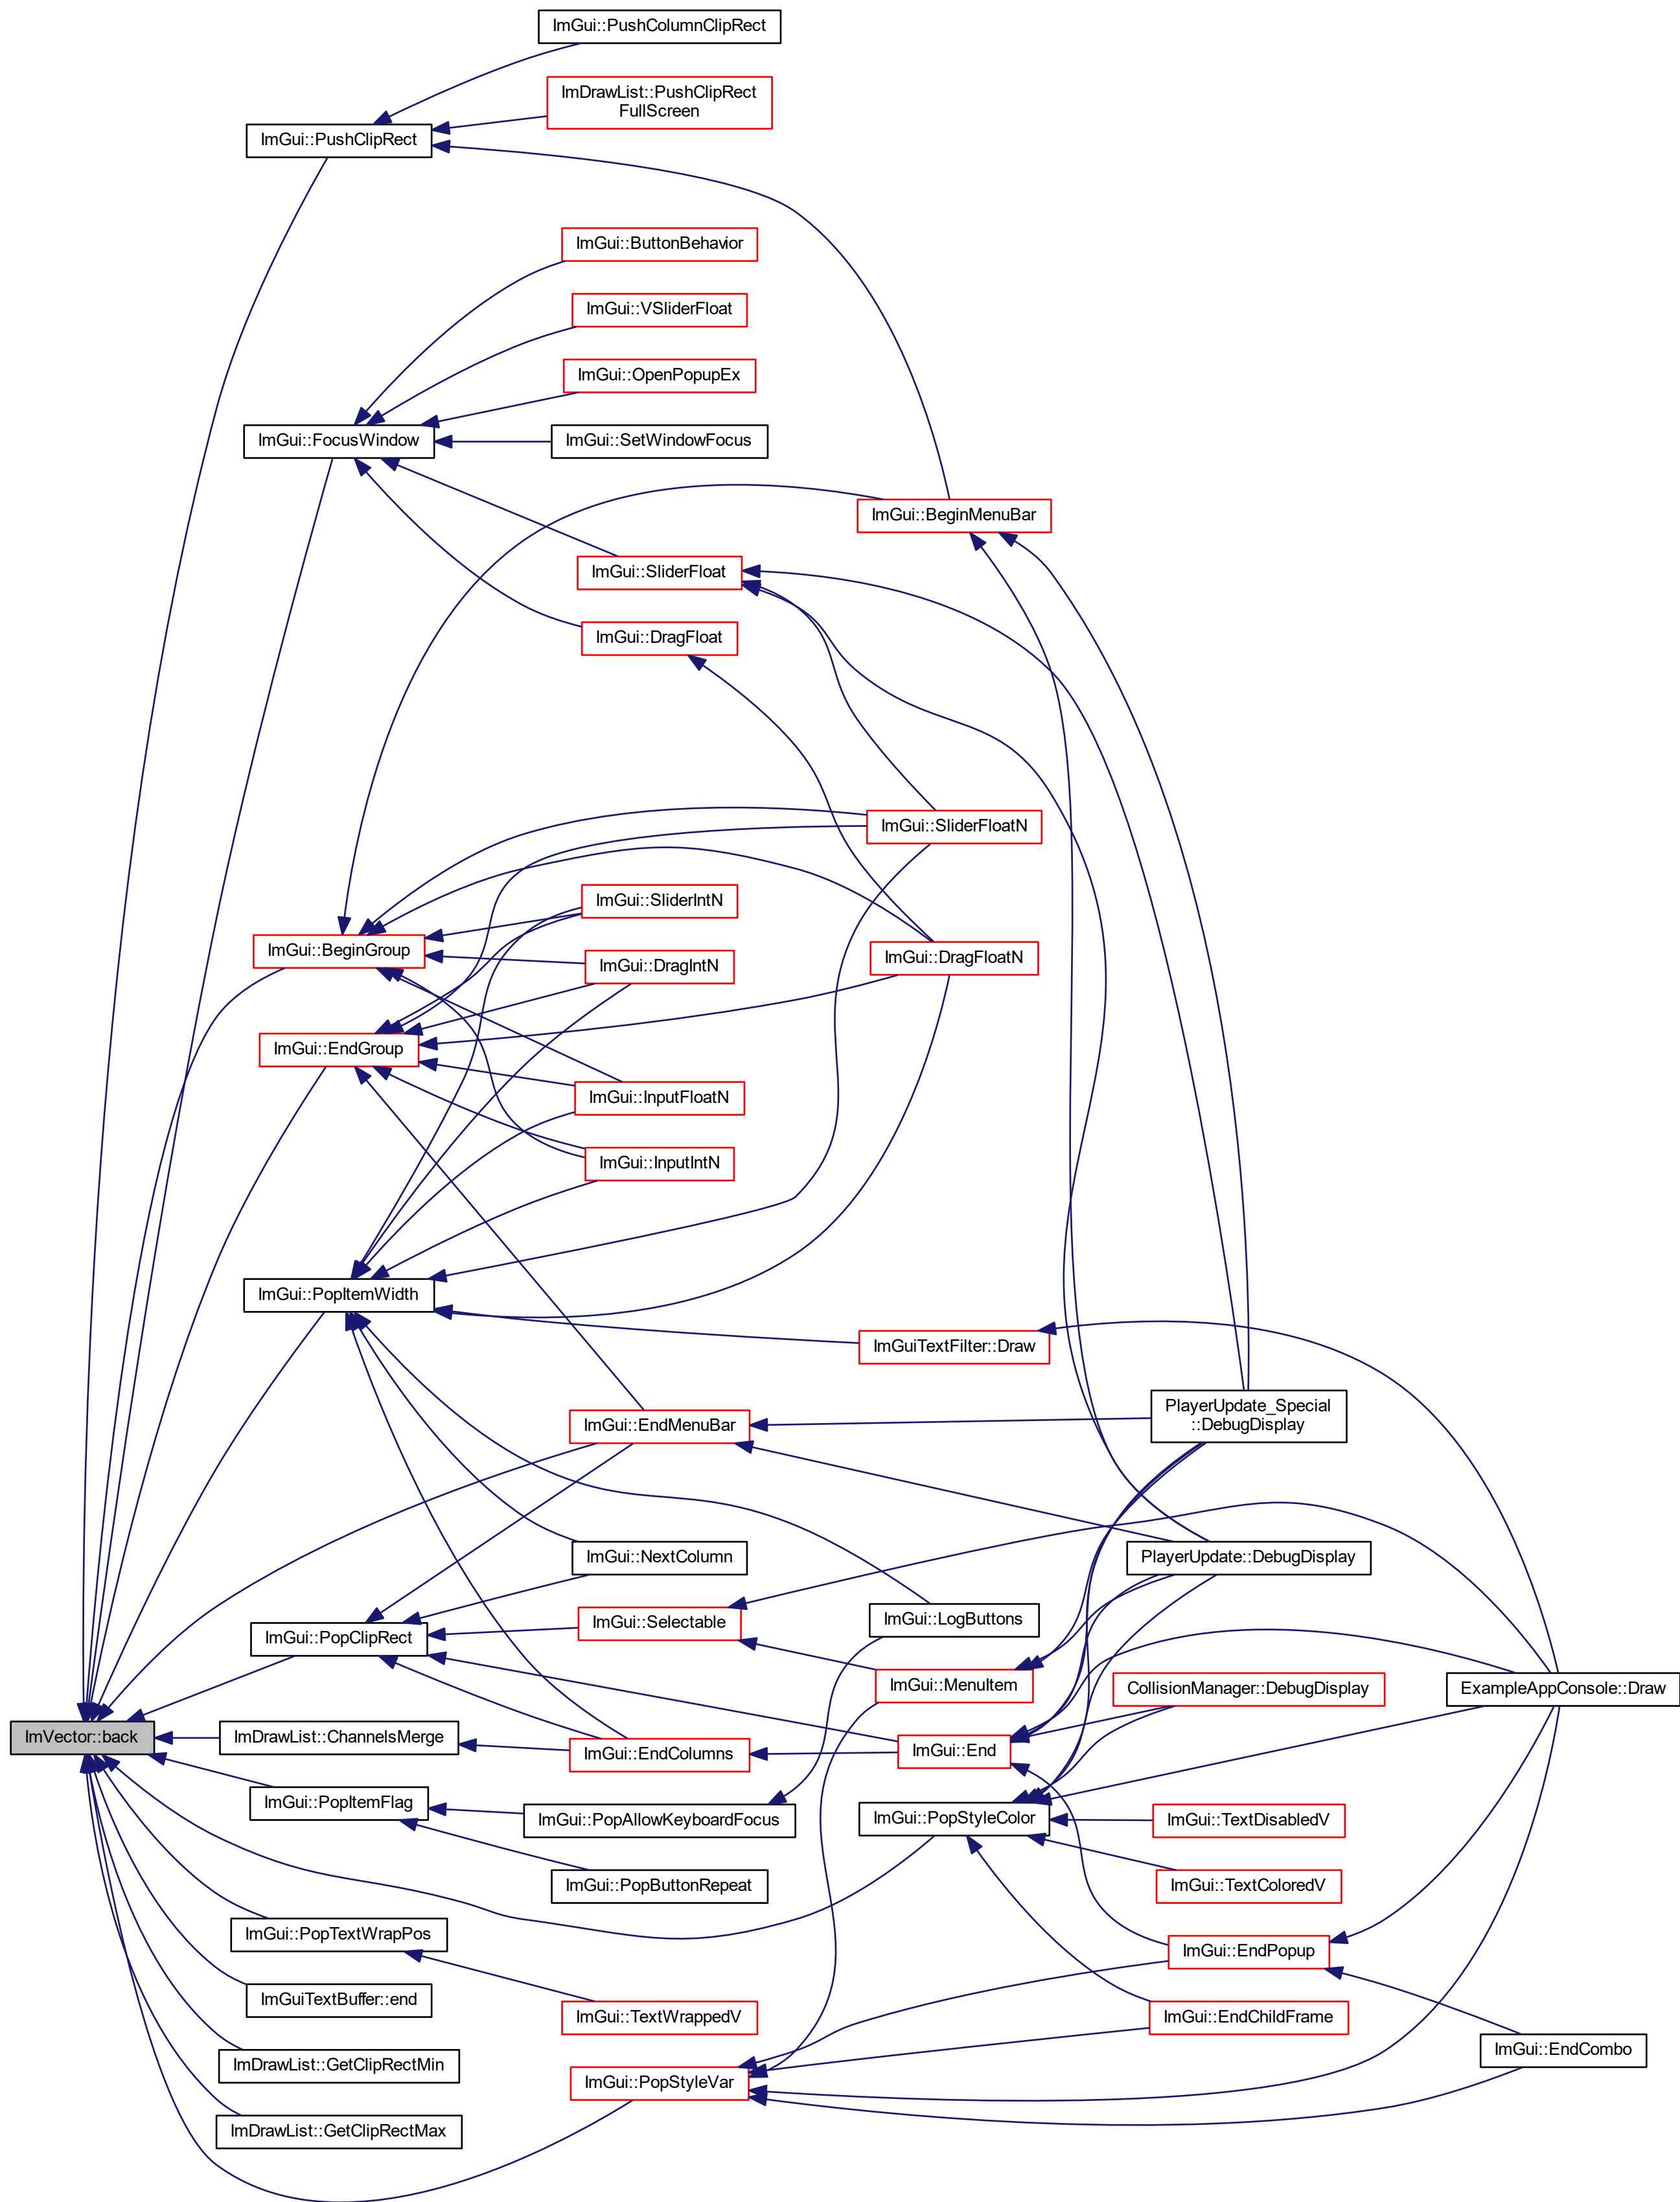 ImGui::PushColumnClipRect
ImDrawList::PushClipRect
FullScreen
ImGui::PushClipRect
ImGui::ButtonBehavior
ImGui::VSliderFloat
ImGui::OpenPopupEx
ImGui::FocusWindow
ImGui::SetWindowFocus
ImGui::BeginMenuBar
ImGui::SliderFloat
ImGui::DragFloat
ImGui::SliderFloatN
ImGui::SliderIntN
ImGui::BeginGroup
ImGui::DragFloatN
ImGui::DragIntN
ImGui::EndGroup
ImGui::InputFloatN
ImGui::InputIntN
ImGui::PopItemWidth
ImGuiTextFilter::Draw
PlayerUpdate_Special
::DebugDisplay
ImGui::EndMenuBar
ImGui::NextColumn
PlayerUpdate::DebugDisplay
ImGui::LogButtons
ImGui::Selectable
ImGui::PopClipRect
ImGui::MenuItem
CollisionManager::DebugDisplay
ExampleAppConsole::Draw
ImVector::back
ImDrawList::ChannelsMerge
ImGui::EndColumns
ImGui::End
ImGui::PopItemFlag
ImGui::PopAllowKeyboardFocus
ImGui::PopStyleColor
ImGui::TextDisabledV
ImGui::PopButtonRepeat
ImGui::TextColoredV
ImGui::PopTextWrapPos
ImGui::EndPopup
ImGuiTextBuffer::end
ImGui::TextWrappedV
ImGui::EndChildFrame
ImDrawList::GetClipRectMin
ImGui::EndCombo
ImGui::PopStyleVar
ImDrawList::GetClipRectMax